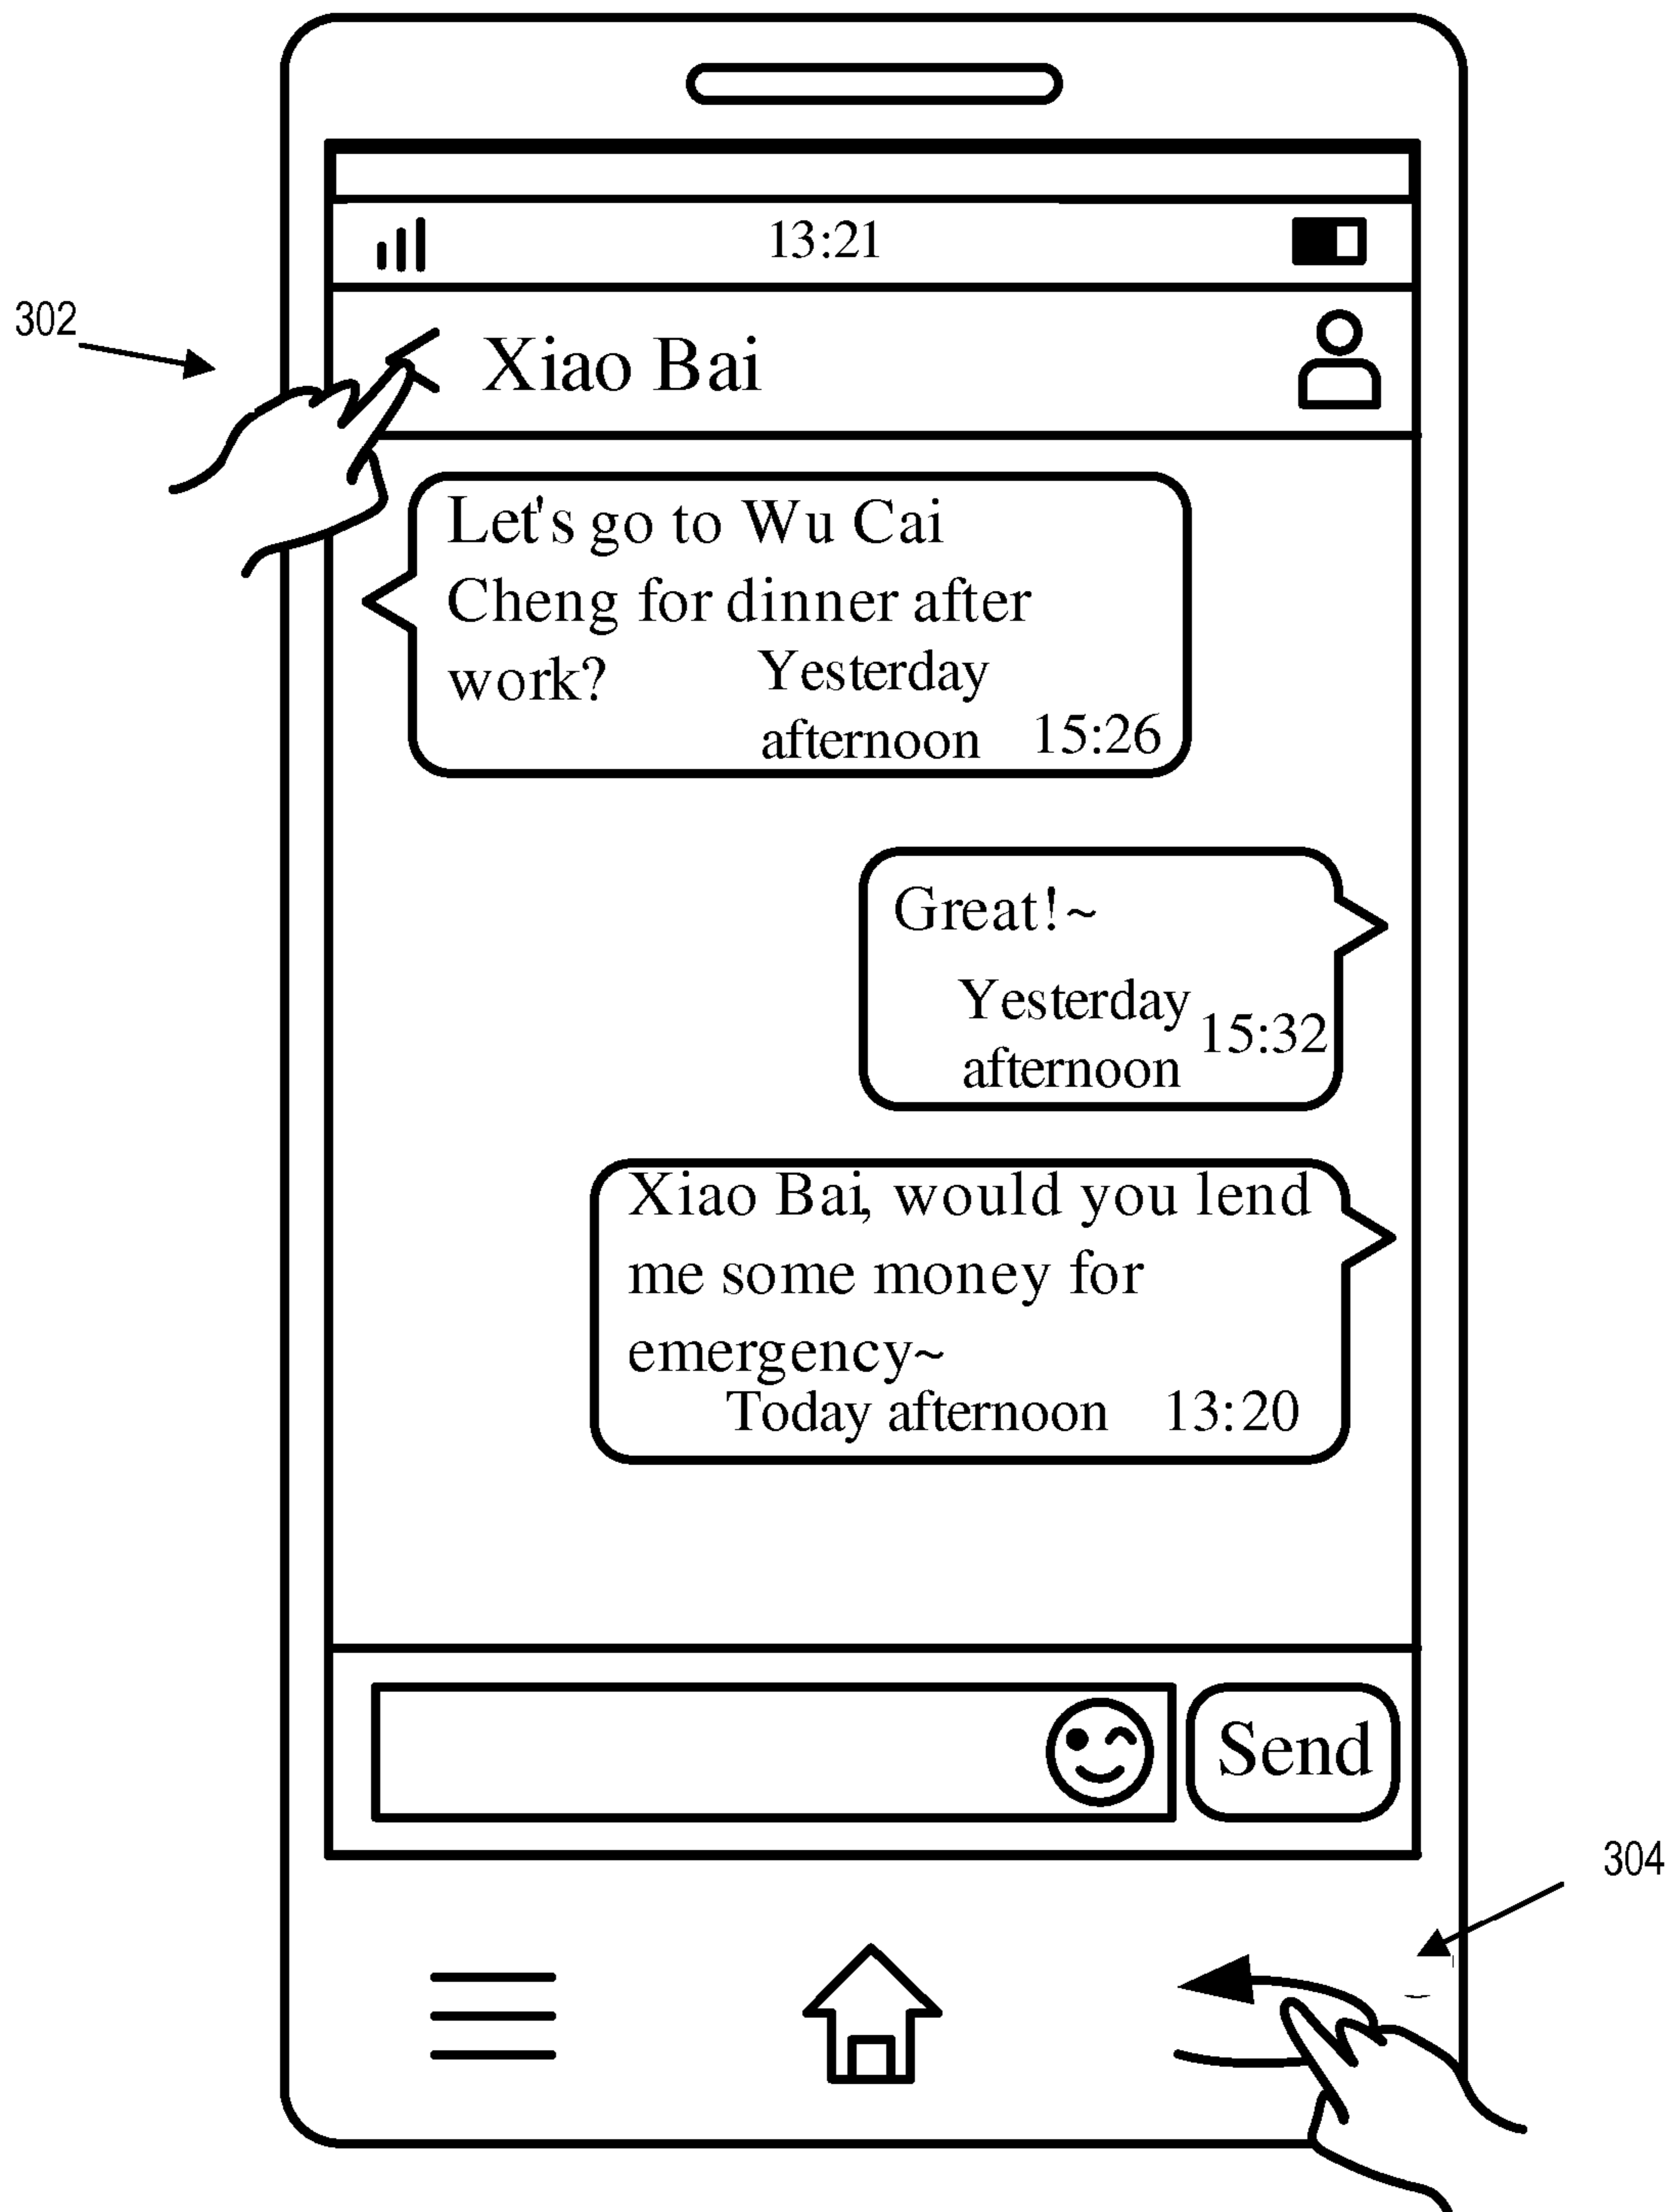 13:21
302
Xiao Bai
Let's go to Wu Cai
Cheng for dinner after
work?
Yesterday
afternoon 15:26
Great!~
Yesterday
15:32
afternoon
Xiao Bai, would you lend
me some money for
emergency~
Today afternoon 13:20
Send
304